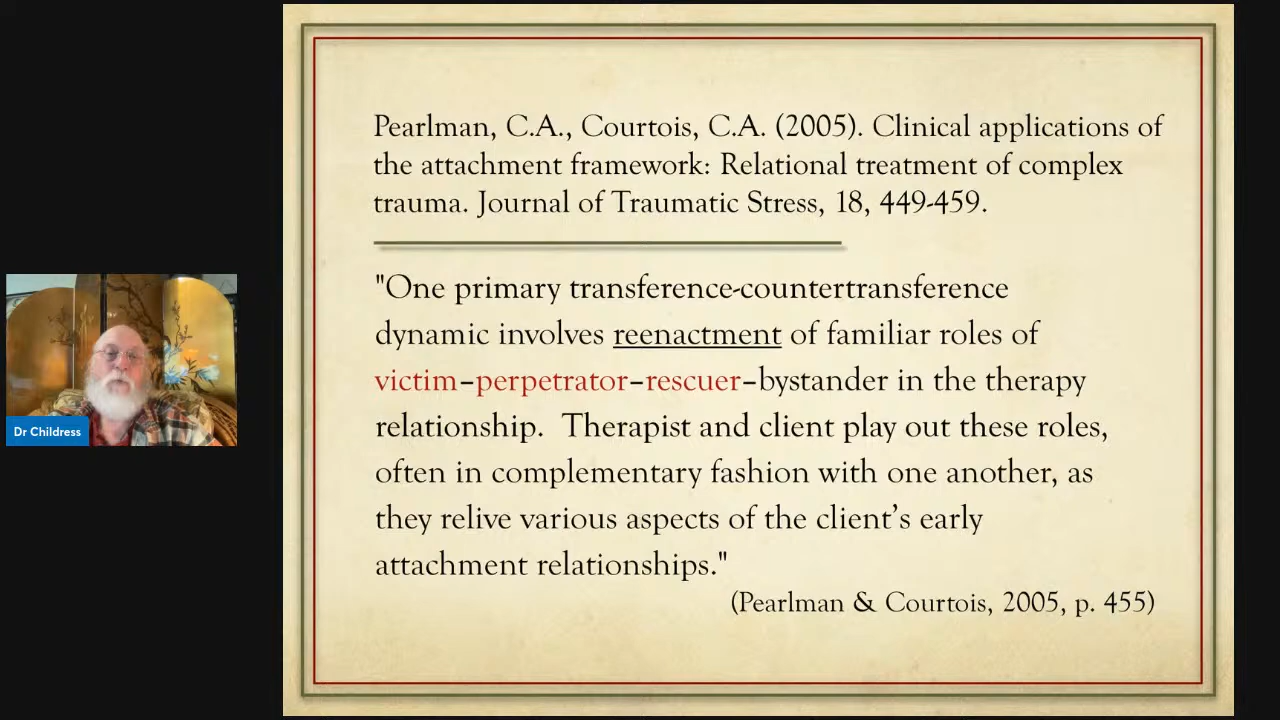 Pearlman, C.A., Courtois, C.A. (2005). Clinical applications of
the attachment framework: Relational treatment of complex
trauma. Journal of Traumatic Stress, 18, 449-459.
"One primary transference-countertransference
dynamic involves reenactment of familiar roles of
victim–perpetrator–rescuer–bystander in the therapy
relationship.  Therapist and client play out these roles,
often in complementary fashion with one another, as
they relive various aspects of the client’s early
attachment relationships."
(Pearlman & Courtois, 2005, p. 455)
Dr Childress